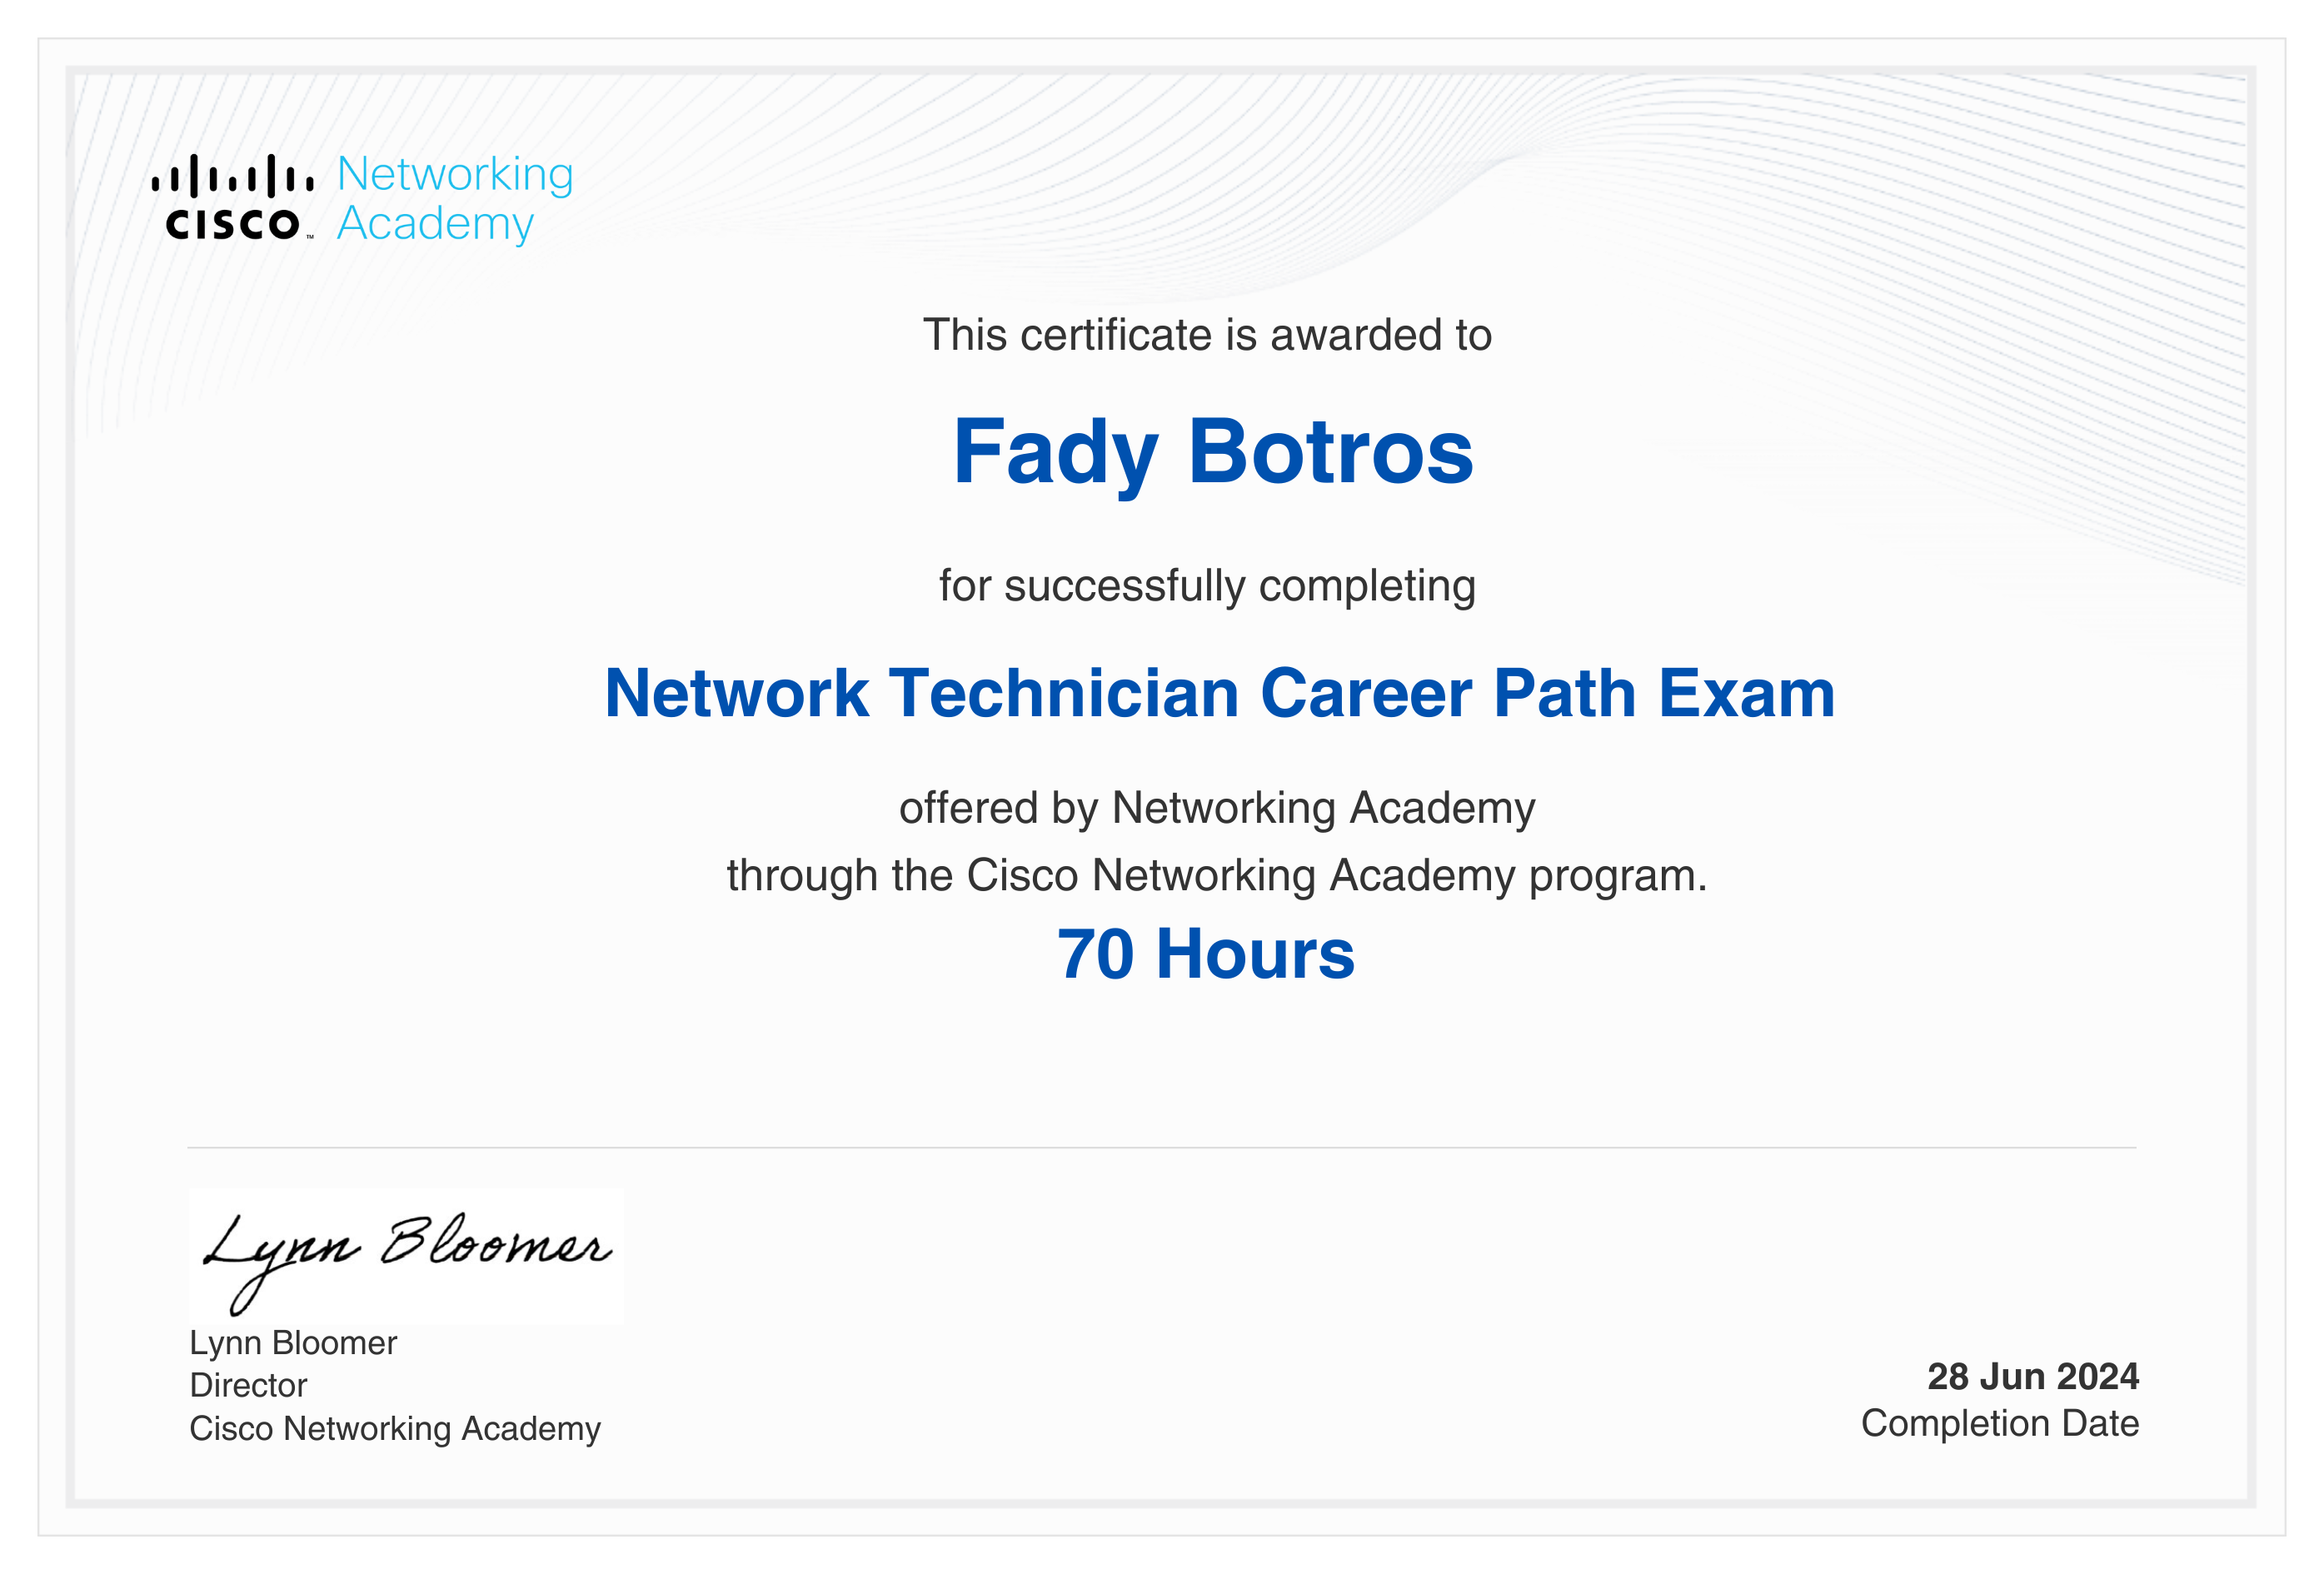 Networking
Academy
CISCO™
This certificate is awarded to
Fady Botros
for successfully completing
Network Technician Career Path Exam
offered by Networking Academy
through the Cisco Networking Academy program.
70 Hours
Lynn Bloomer
Lynn Bloomer
Director
Cisco Networking Academy
28 Jun 2024
Completion Date